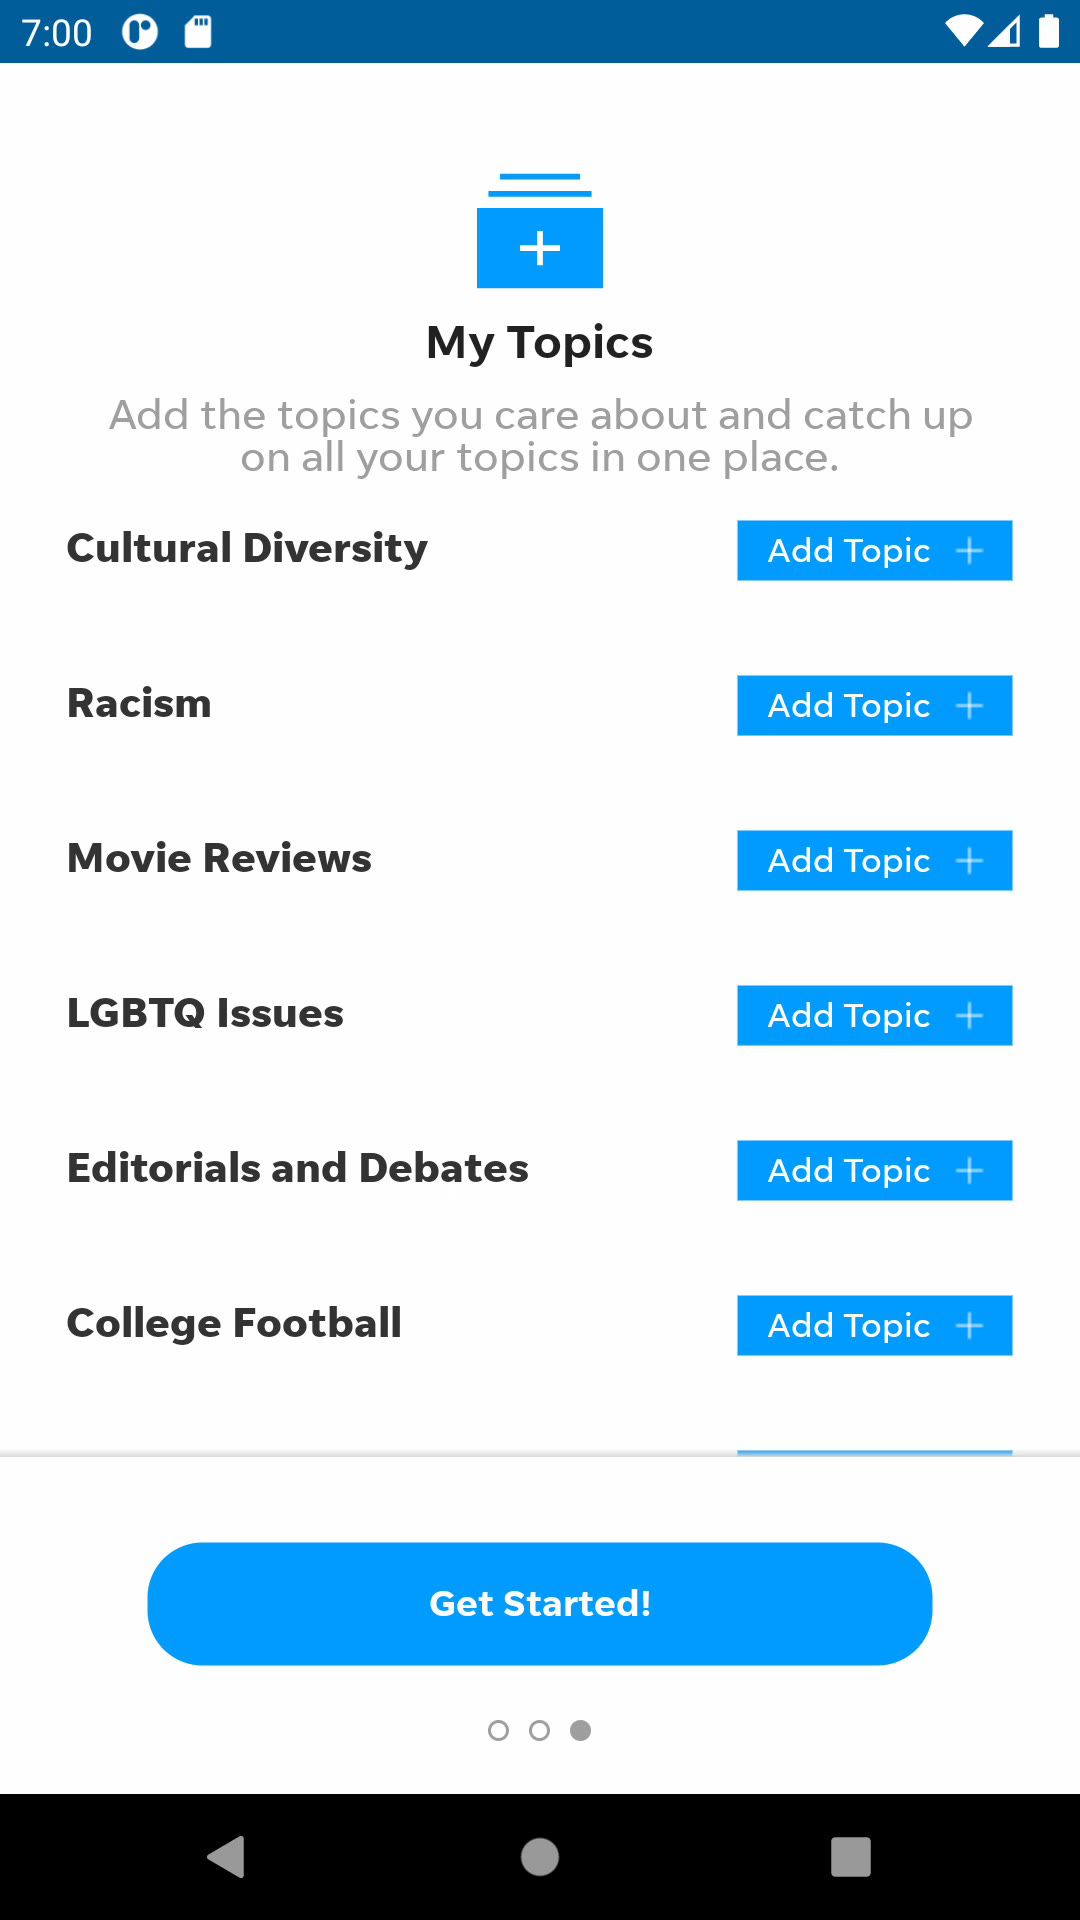 7:00
My Topics
Add the topics you care about and catch up
on all your topics in one place.
Cultural Diversity
Add Topic
Racism
Add Topic
Movie Reviews
Add Topic
LGBTQ Issues
Add Topic
Editorials and Debates
Add Topic
College Football
Add Topic
Get Started!